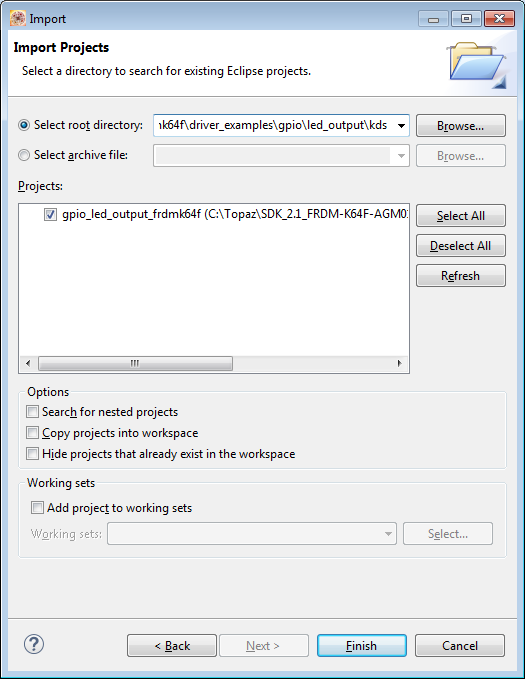 Import
Import Projects
Select a directory to search for existing Eclipse projects.
Select root directory:
mk64f\driver_examples\gpio\led_output\kds
Browse...
Select archive file:
Browse...
Projects:
gpio_led_output_frdmk64f (C:\Topaz\SDK_2.1_FRDM-K64F-AGM01
Select All
Deselect All
Refresh
Options
Search for nested projects
Copy projects into workspace
Hide projects that already exist in the workspace
Working sets
Add project to working sets
Working sets:
Select...
?
< Back
Next >
Finish
Cancel